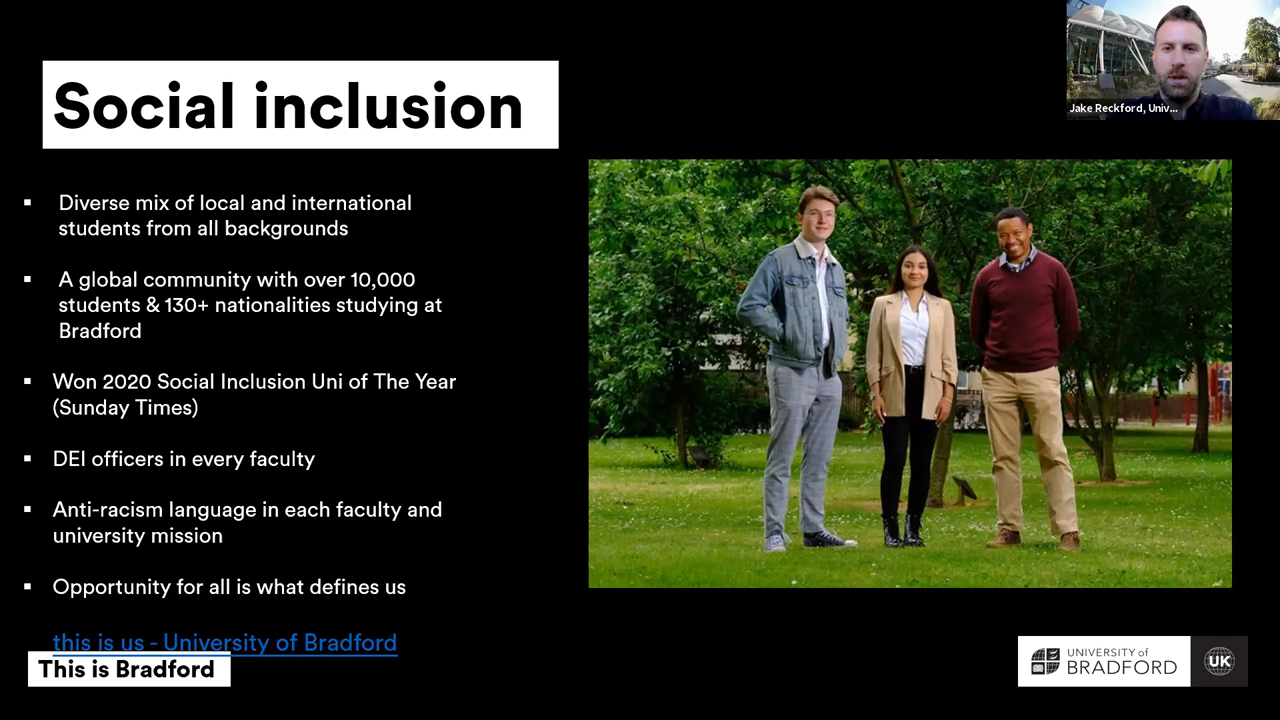 Social inclusion
Jake Reckford, Univ...
▪ Diverse mix of local and international
students from all backgrounds
▪ A global community with over 10,000
students & 130+ nationalities studying at
Bradford
▪ Won 2020 Social Inclusion Uni of The Year
(Sunday Times)
▪ DEI officers in every faculty
▪ Anti-racism language in each faculty and
university mission
▪ Opportunity for all is what defines us
this is us - University of Bradford
This is Bradford
UNIVERSITY of
BRADFORD
UK